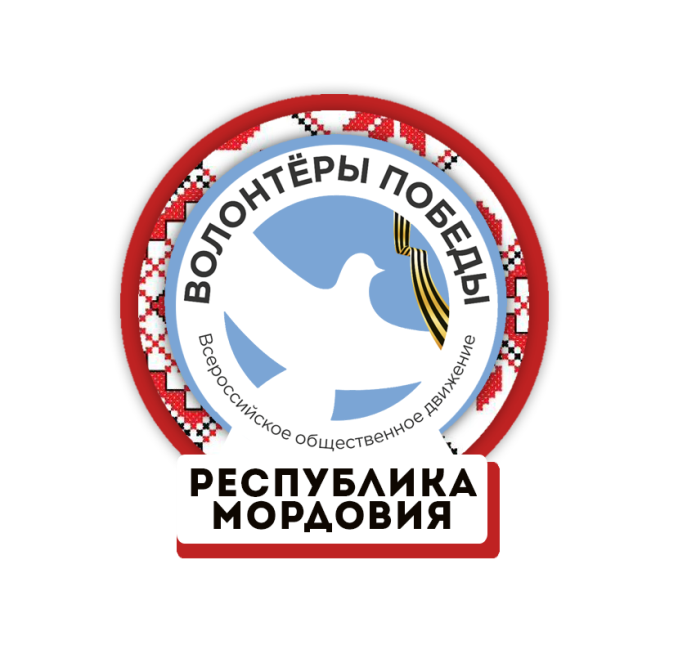 ВОЛОНТЁРЫ ПОБЕДЫ
Всероссийское общественное движение
РЕСПУБЛИКА
МОРДОВИЯ